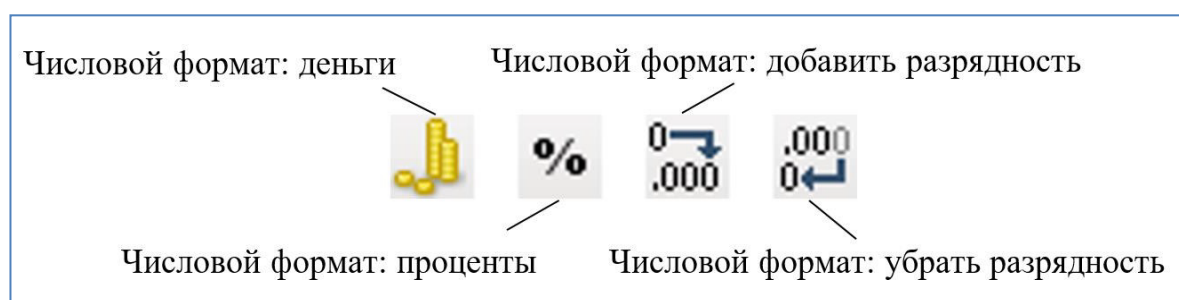 Числовой формат: деньги
Числовой формат: добавить разрядность
%
0
.000
.000
0
Числовой формат: проценты
Числовой формат: убрать разрядность